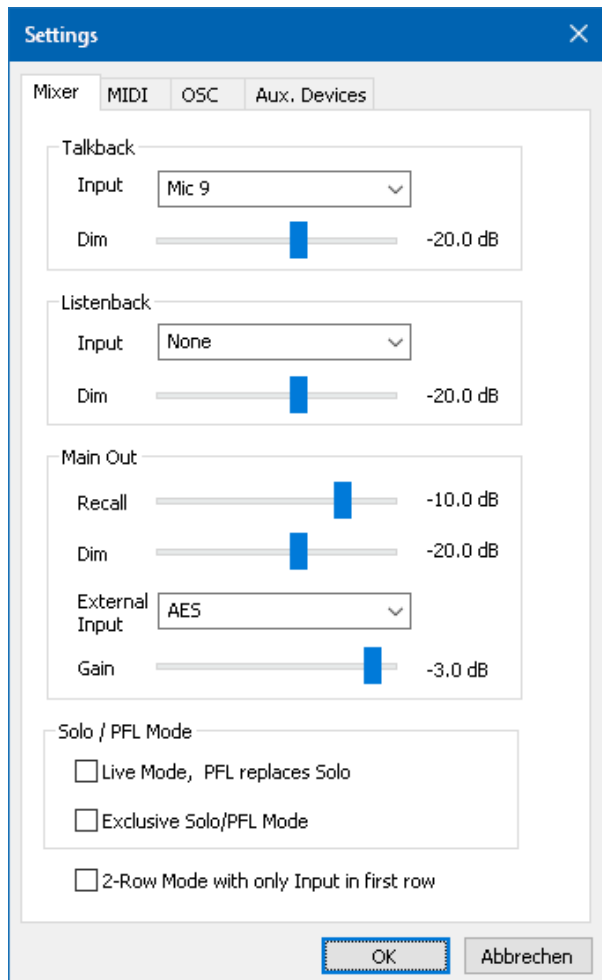 Settings
Mixer MIDI OSC Aux. Devices
Talkback
Input Mic 9
Dim -20.0 dB
Listenback
Input None
Dim -20.0 dB
Main Out
Recall -10.0 dB
Dim -20.0 dB
External
Input AES
Gain -3.0 dB
Solo / PFL Mode
Live Mode, PFL replaces Solo
Exclusive Solo/PFL Mode
2-Row Mode with only Input in first row
OK Abbrechen